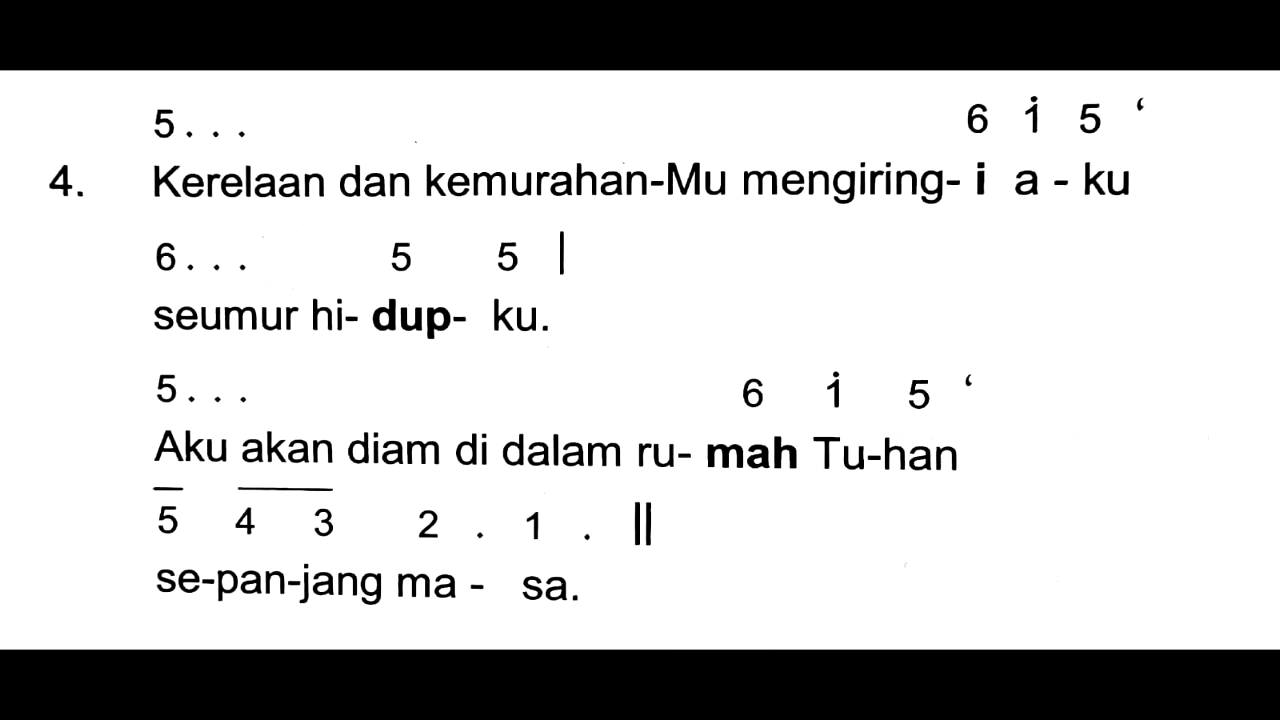 5 . . . 6 1̇ 5 ‘
4. Kerelaan dan kemurahan-Mu mengiring- i a - ku
6 . . . 5 5 |
seumur hi- dup- ku.
5 . . . 6 1̇ 5 ‘
Aku akan diam di dalam ru- mah Tu-han
5 4 3 2 . 1 . ||
se-pan-jang ma - sa.